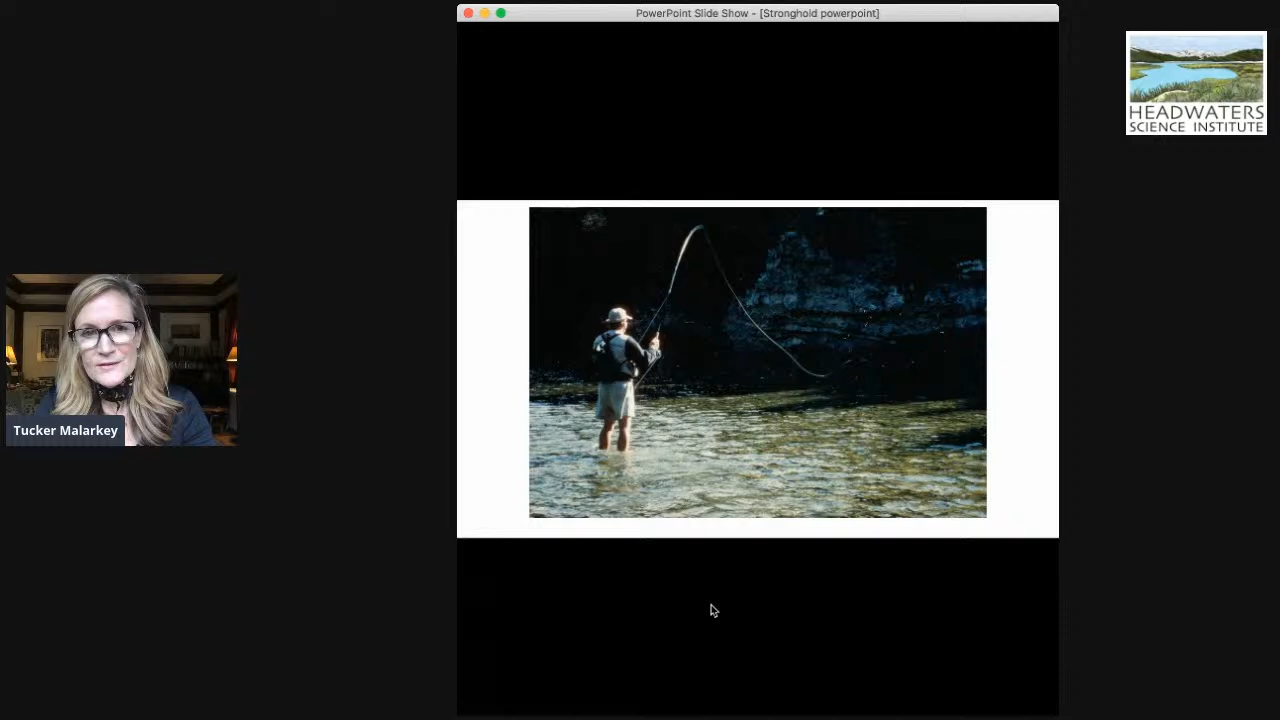 PowerPoint Slide Show - [Stronghold powerpoint]
HEADWATERS
SCIENCE INSTITUTE
Tucker Malarkey